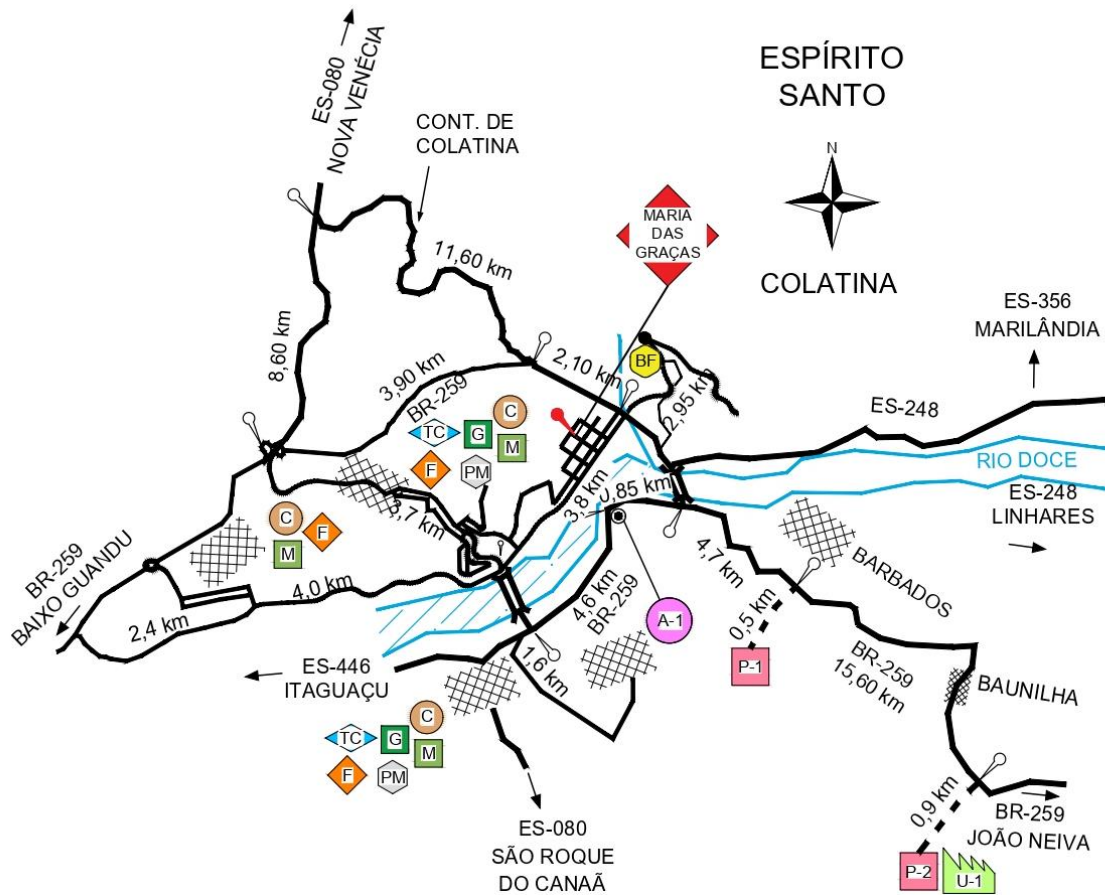 ESPÍRITO
SANTO
N
COLATINA
ES-080
NOVA VENÉCIA
CONT. DE
COLATINA
MARIA
DAS
GRAÇAS
11,60 km
8,60 km
3,90 km
BR-259
2,10 km
BF
2,95 km
ES-356
MARILÂNDIA
ES-248
RIO DOCE
ES-248
LINHARES
TC
G
C
M
F
PM
C
F
M
3,7 km
3,8 km
0,85 km
4,7 km
BARBADOS
BR-259
BAIXO GUANDU
2,4 km
4,0 km
4,6 km
BR-259
A-1
0,5 km
P-1
1,6 km
ES-446
ITAGUAÇU
BR-259
15,60 km
BAUNILHA
TC
G
C
M
F
PM
0,9 km
BR-259
JOÃO NEIVA
P-2
U-1
ES-080
SÃO ROQUE
DO CANAÃ